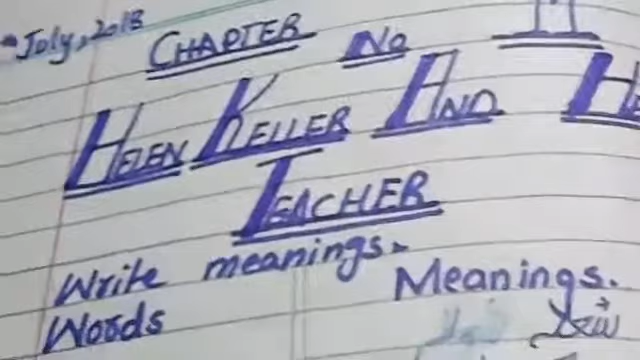 July, 2018
CHAPTER NO
HELEN KELLER AND
TEACHER
Write meanings.
Words Meanings.